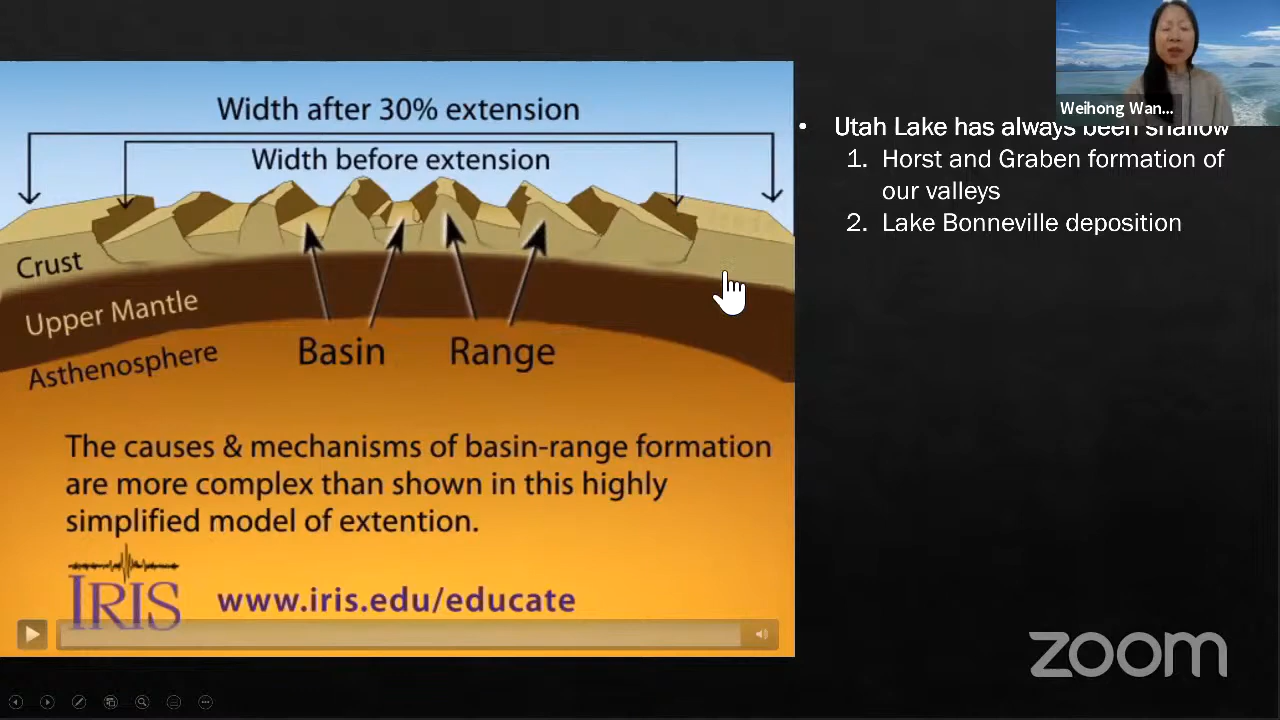 Width after 30% extension
Width before extension
Crust
Upper Mantle
Asthenosphere
Basin
Range
The causes & mechanisms of basin-range formation
are more complex than shown in this highly
simplified model of extention.
IRIS
www.iris.edu/educate
Weihong Wan...
• Utah Lake has always been shallow
1. Horst and Graben formation of
our valleys
2. Lake Bonneville deposition
zoom